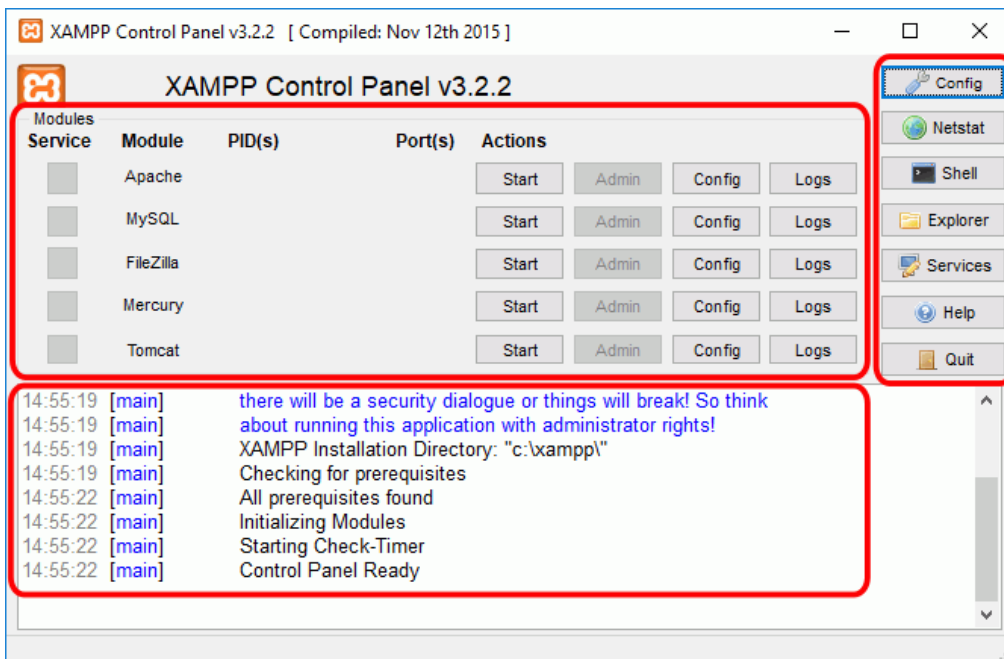 XAMPP Control Panel v3.2.2 [ Compiled: Nov 12th 2015 ]
XAMPP Control Panel v3.2.2
Modules
Service Module PID(s) Port(s) Actions
Apache Start Admin Config Logs
MySQL Start Admin Config Logs
FileZilla Start Admin Config Logs
Mercury Start Admin Config Logs
Tomcat Start Admin Config Logs
Config
Netstat
Shell
Explorer
Services
Help
Quit
14:55:19 [main] there will be a security dialogue or things will break! So think
14:55:19 [main] about running this application with administrator rights!
14:55:19 [main] XAMPP Installation Directory: "c:\xampp\"
14:55:19 [main] Checking for prerequisites
14:55:22 [main] All prerequisites found
14:55:22 [main] Initializing Modules
14:55:22 [main] Starting Check-Timer
14:55:22 [main] Control Panel Ready